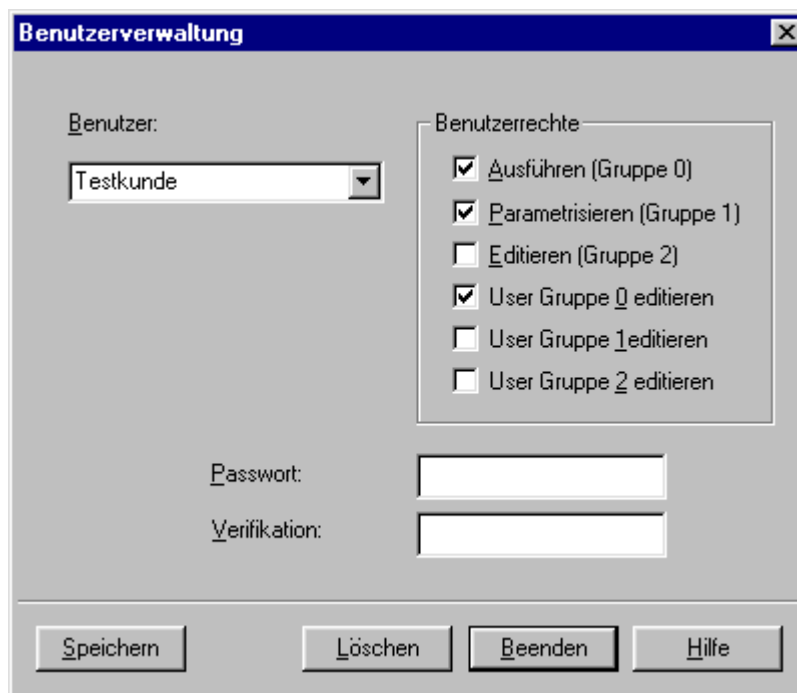 Benutzerverwaltung
Benutzer:
Testkunde
Benutzerrechte
Ausführen (Gruppe 0)
Parametrisieren (Gruppe 1)
Editieren (Gruppe 2)
User Gruppe 0 editieren
User Gruppe 1editieren
User Gruppe 2 editieren
Passwort:
Verifikation:
Speichern
Löschen
Beenden
Hilfe